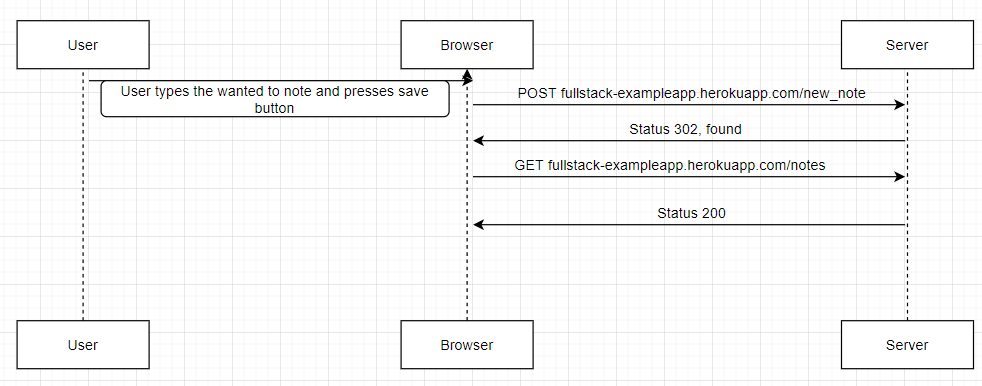 User
Browser
Server
User types the wanted to note and presses save
button
POST fullstack-exampleapp.herokuapp.com/new_note
Status 302, found
GET fullstack-exampleapp.herokuapp.com/notes
Status 200
User
Browser
Server